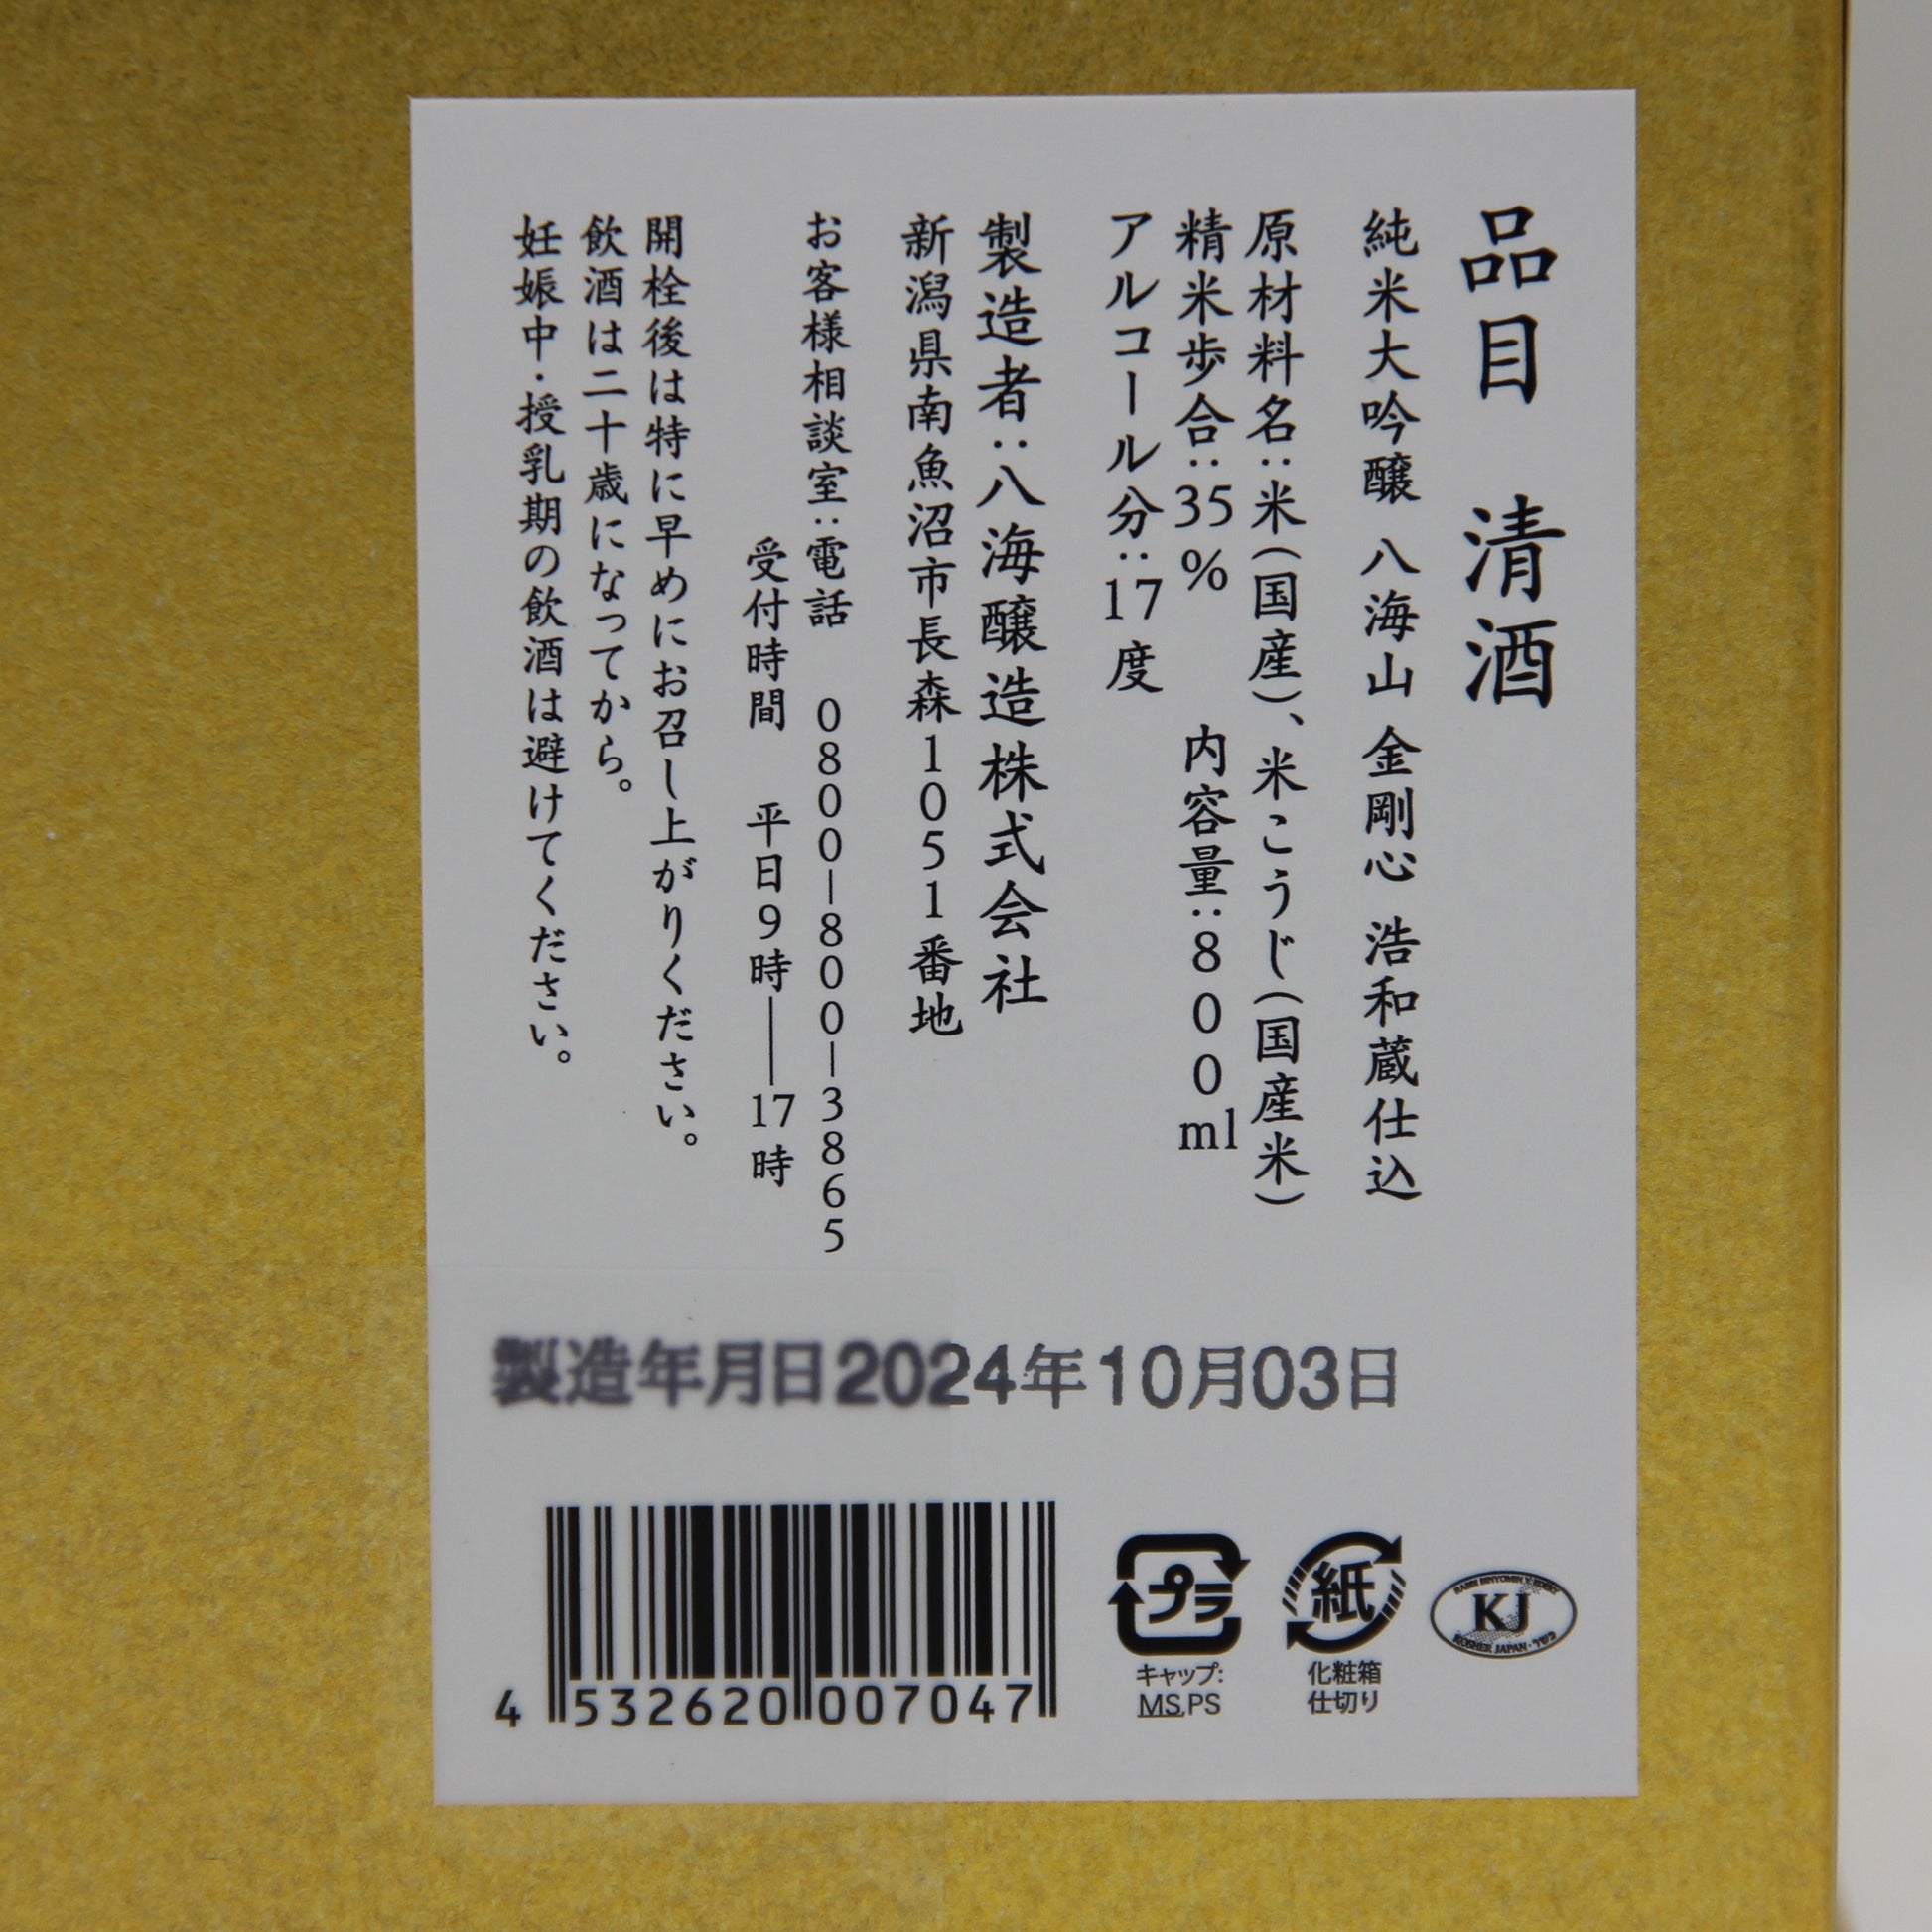 品目 清酒
純米大吟醸 八海山 金剛心 浩和蔵仕込
原材料名:米(国産)、米こうじ(国産米)
精米歩合:35% 内容量:800ml
アルコール分:17度
製造者:八海醸造株式会社
新潟県南魚沼市長森1051番地
お客様相談室:電話 0800-800-3865
受付時間 平日9時―17時
開栓後は特に早めにお召し上がりください。
飲酒は二十歳になってから。
妊娠中・授乳期の飲酒は避けてください。
製造年月日2024年10月03日
4 532620 007047
プラ
キャップ:
MS,PS
紙
化粧箱
仕切り
KJ
KOSHER JAPAN · כשר